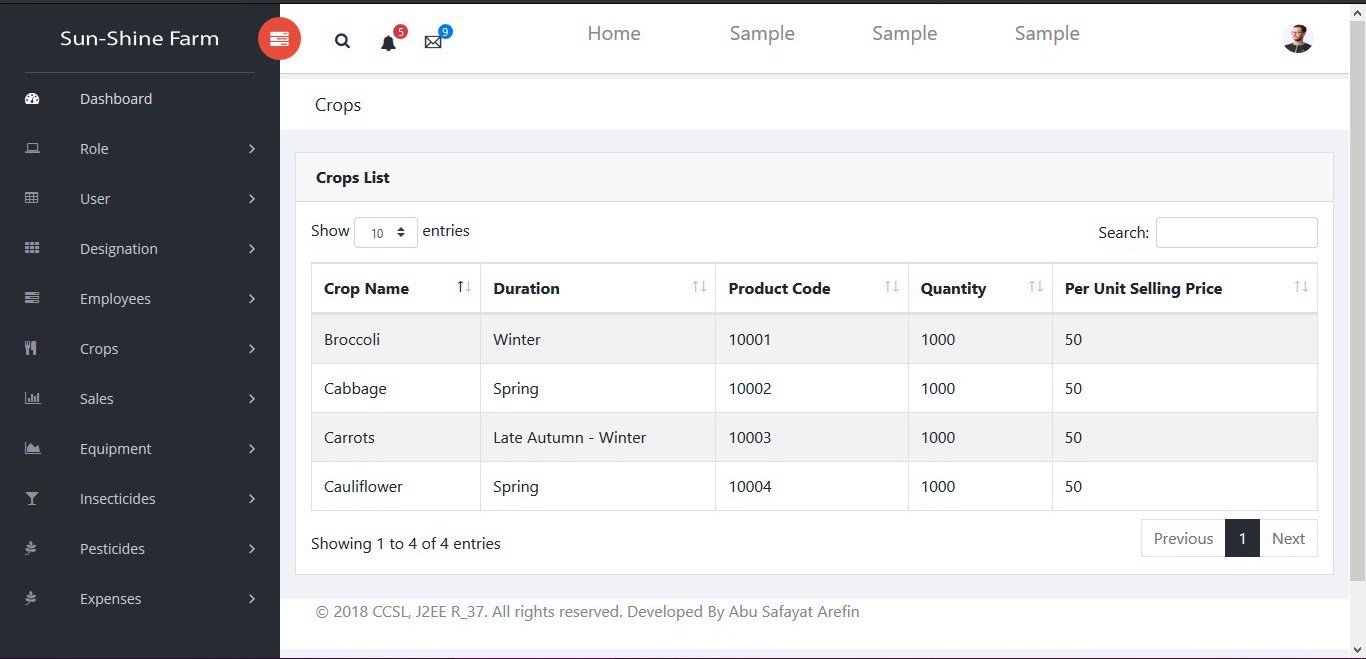 Sun-Shine Farm
5
9
Home Sample Sample Sample
Dashboard
Role
User
Designation
Employees
Crops
Sales
Equipment
Insecticides
Pesticides
Expenses
Crops
Crops List
Show 10 entries Search:
Crop Name Duration Product Code Quantity Per Unit Selling Price
Broccoli Winter 10001 1000 50
Cabbage Spring 10002 1000 50
Carrots Late Autumn - Winter 10003 1000 50
Cauliflower Spring 10004 1000 50
Showing 1 to 4 of 4 entries Previous 1 Next
© 2018 CCSL, J2EE R_37. All rights reserved. Developed By Abu Safayat Arefin